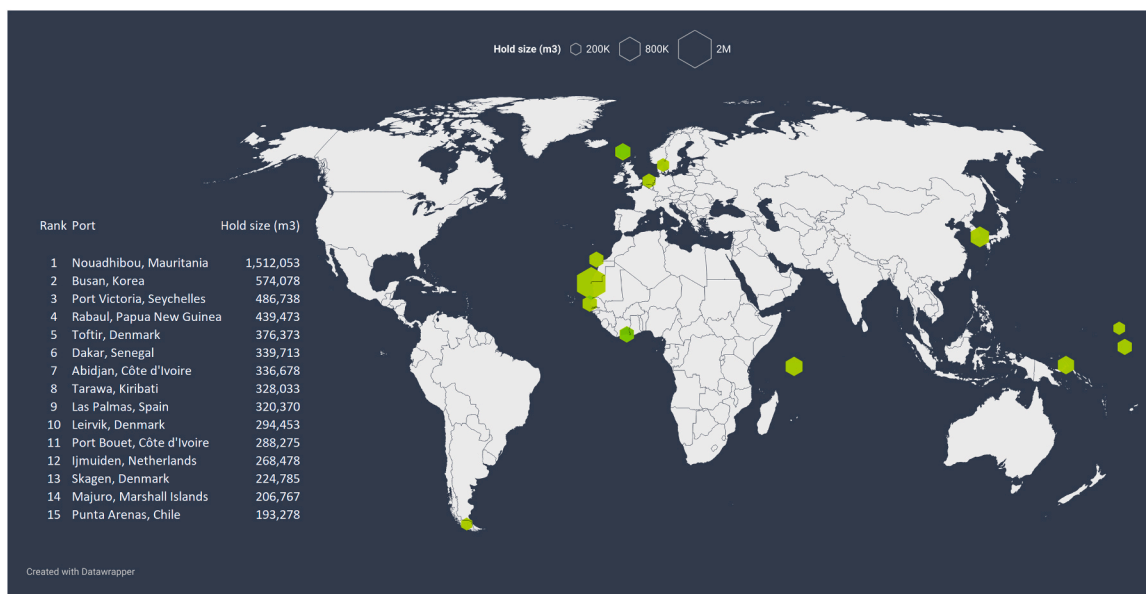 Hold size (m3) 200K 800K 2M
Rank Port Hold size (m3)
1 Nouadhibou, Mauritania 1,512,053
2 Busan, Korea 574,078
3 Port Victoria, Seychelles 486,738
4 Rabaul, Papua New Guinea 439,473
5 Toftir, Denmark 376,373
6 Dakar, Senegal 339,713
7 Abidjan, Côte d'Ivoire 336,678
8 Tarawa, Kiribati 328,033
9 Las Palmas, Spain 320,370
10 Leirvik, Denmark 294,453
11 Port Bouet, Côte d'Ivoire 288,275
12 Ijmuiden, Netherlands 268,478
13 Skagen, Denmark 224,785
14 Majuro, Marshall Islands 206,767
15 Punta Arenas, Chile 193,278
Created with Datawrapper